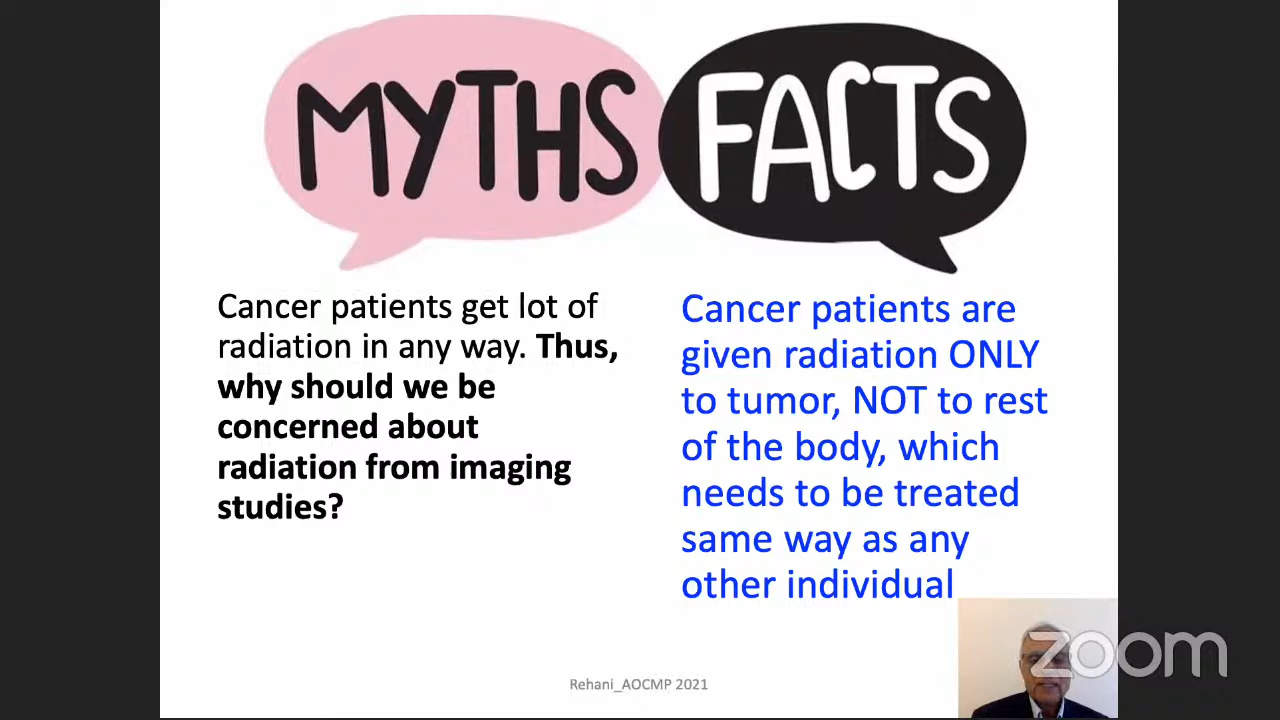 MYTHS
FACTS
Cancer patients get lot of
radiation in any way. Thus,
why should we be
concerned about
radiation from imaging
studies?
Cancer patients are
given radiation ONLY
to tumor, NOT to rest
of the body, which
needs to be treated
same way as any
other individual
Rehani_AOCMP 2021
zoom